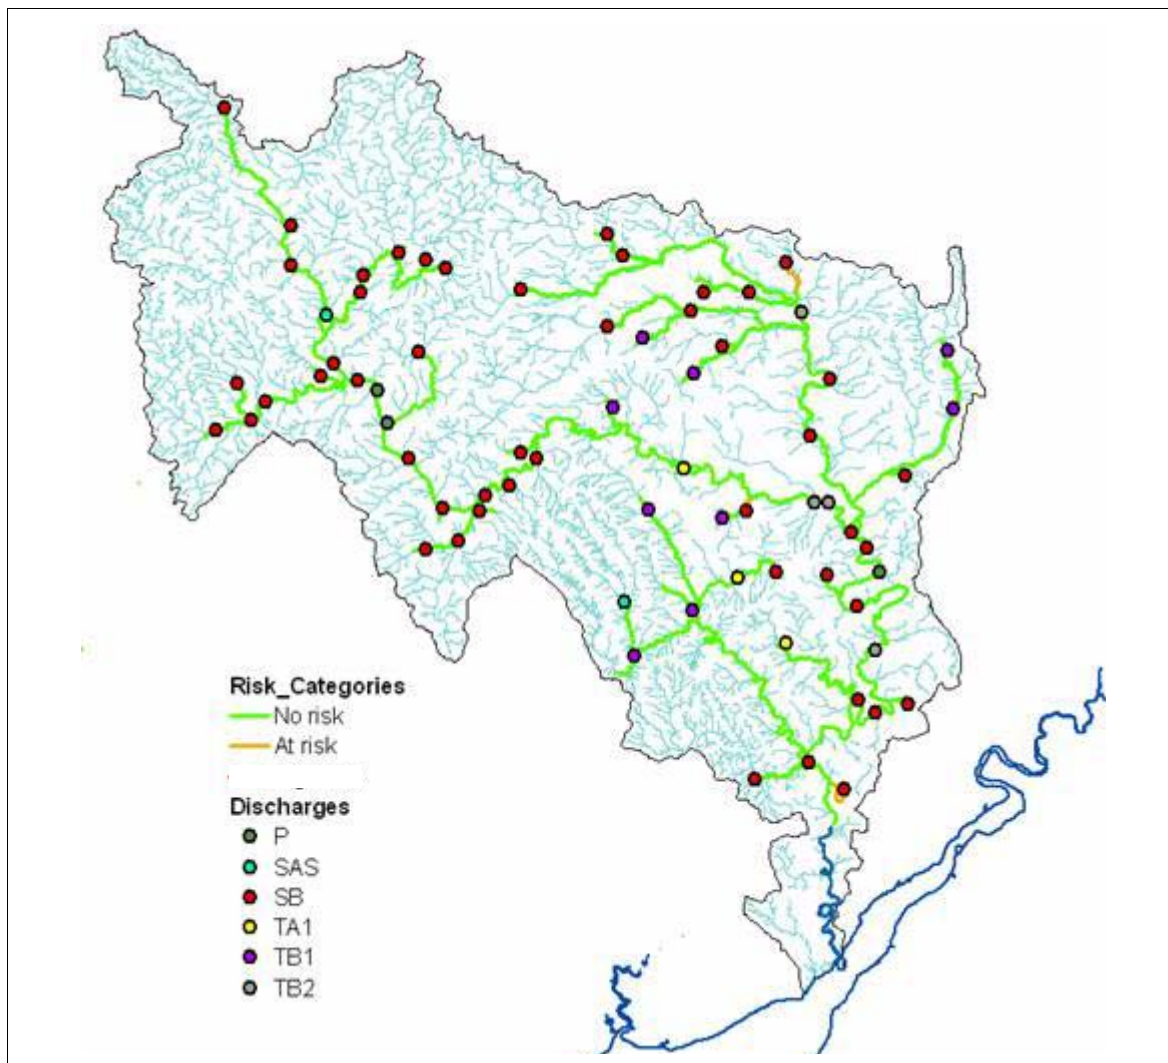 Risk_Categories
No risk
At risk
Discharges
P
SAS
SB
TA1
TB1
TB2